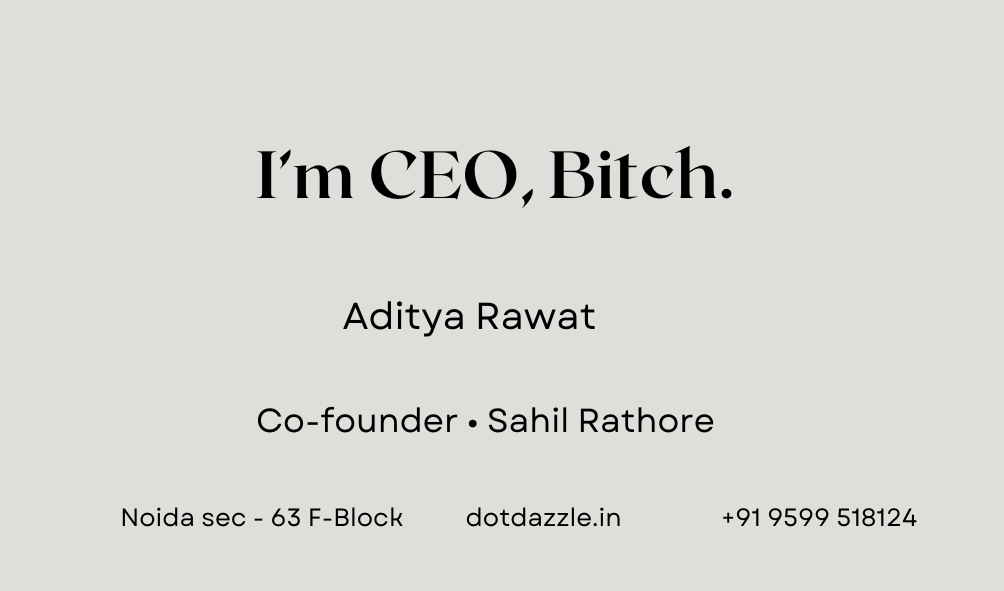 I'm CEO, Bitch.
Aditya Rawat
Co-founder • Sahil Rathore
Noida sec - 63 F-Block dotdazzle.in +91 9599 518124